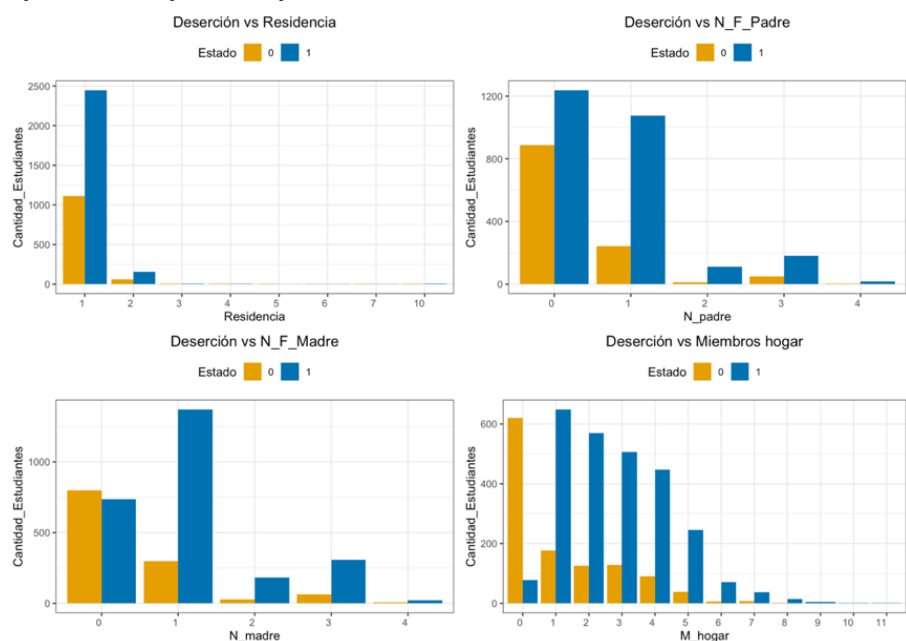 Deserción vs Residencia
Estado 0 1
2500
2000
1500
1000
500
0
Cantidad_Estudiantes
1 2 3 4 5 6 7 10
Residencia
Deserción vs N_F_Padre
Estado 0 1
1200
800
400
0
Cantidad_Estudiantes
0 1 2 3 4
N_padre
Deserción vs N_F_Madre
Estado 0 1
1000
500
0
Cantidad_Estudiantes
0 1 2 3 4
N_madre
Deserción vs Miembros hogar
Estado 0 1
600
400
200
0
Cantidad_Estudiantes
0 1 2 3 4 5 6 7 8 9 10 11
M_hogar